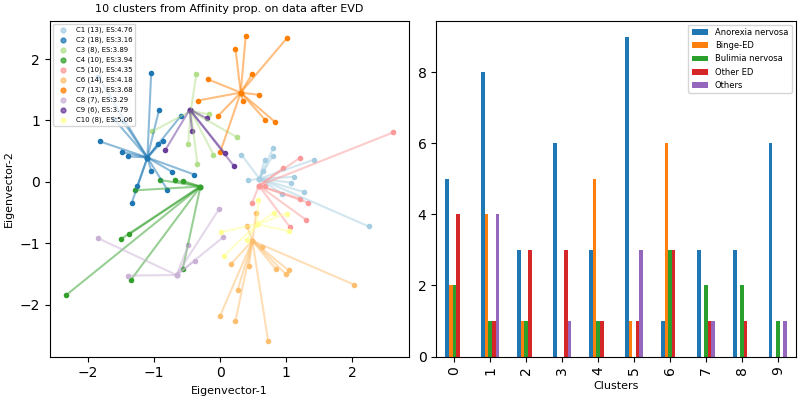 10 clusters from Affinity prop. on data after EVD
C1 (13), ES:4.76
C2 (18), ES:3.16
C3 (8), ES:3.89
C4 (10), ES:3.94
C5 (10), ES:4.35
C6 (14), ES:4.18
C7 (13), ES:3.68
C8 (7), ES:3.29
C9 (6), ES:3.79
C10 (8), ES:5.06
2
1
0
−1
−2
Eigenvector-2
−2 −1 0 1 2
Eigenvector-1
Anorexia nervosa
Binge-ED
Bulimia nervosa
Other ED
Others
8
6
4
2
0
0 1 2 3 4 5 6 7 8 9
Clusters